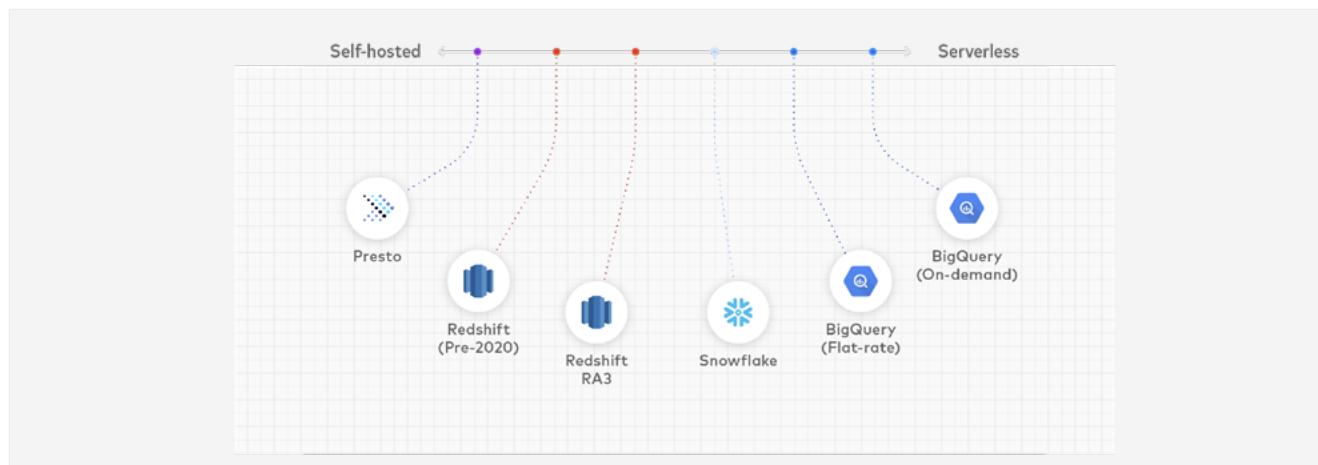 Self-hosted
Serverless
Presto
Redshift
(Pre-2020)
Redshift
RA3
Snowflake
BigQuery
(Flat-rate)
BigQuery
(On-demand)